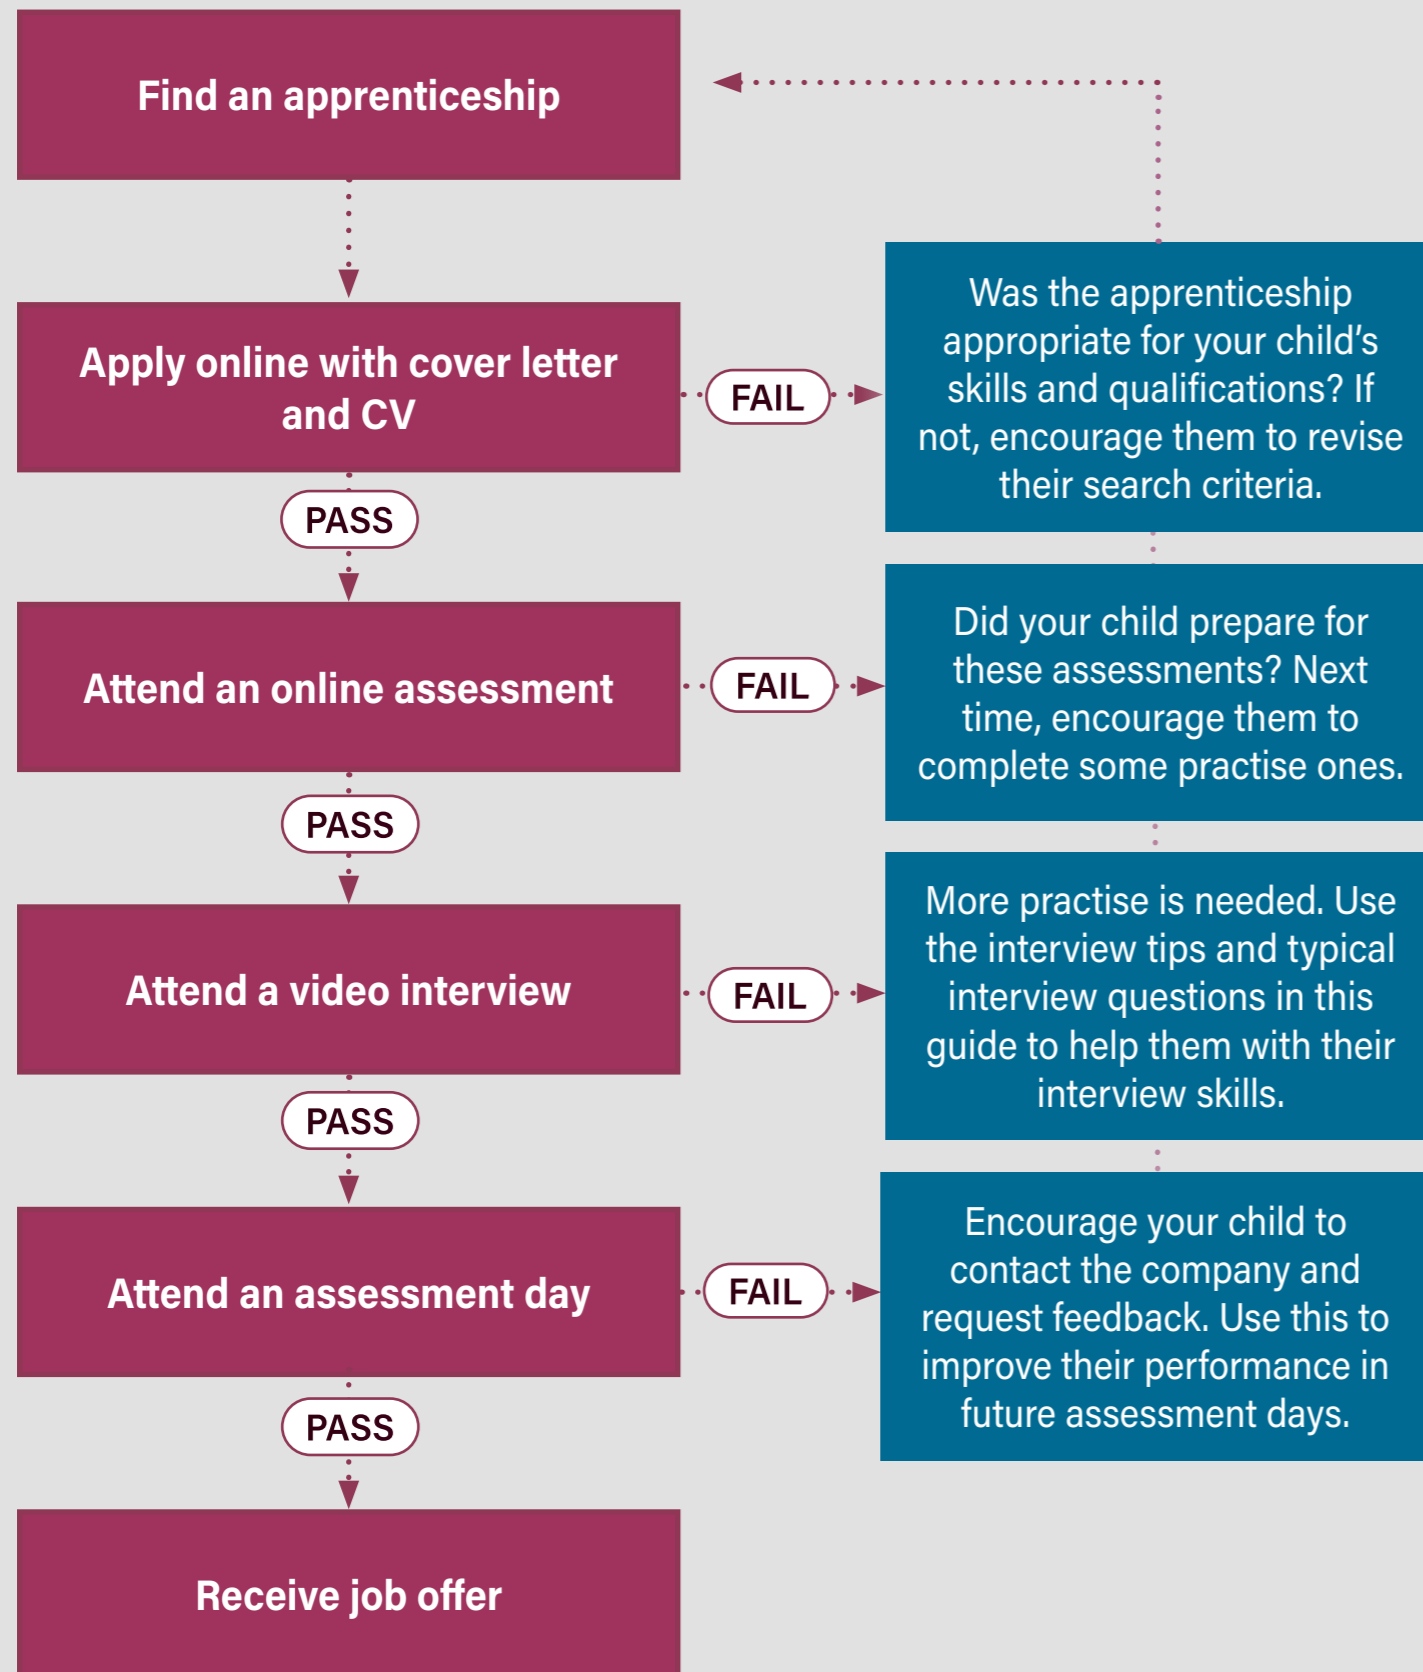 Find an apprenticeship
Apply online with cover letter
and CV
FAIL
Was the apprenticeship
appropriate for your child’s
skills and qualifications? If
not, encourage them to revise
their search criteria.
PASS
Attend an online assessment
FAIL
Did your child prepare for
these assessments? Next
time, encourage them to
complete some practise ones.
PASS
Attend a video interview
FAIL
More practise is needed. Use
the interview tips and typical
interview questions in this
guide to help them with their
interview skills.
PASS
Attend an assessment day
FAIL
Encourage your child to
contact the company and
request feedback. Use this to
improve their performance in
future assessment days.
PASS
Receive job offer